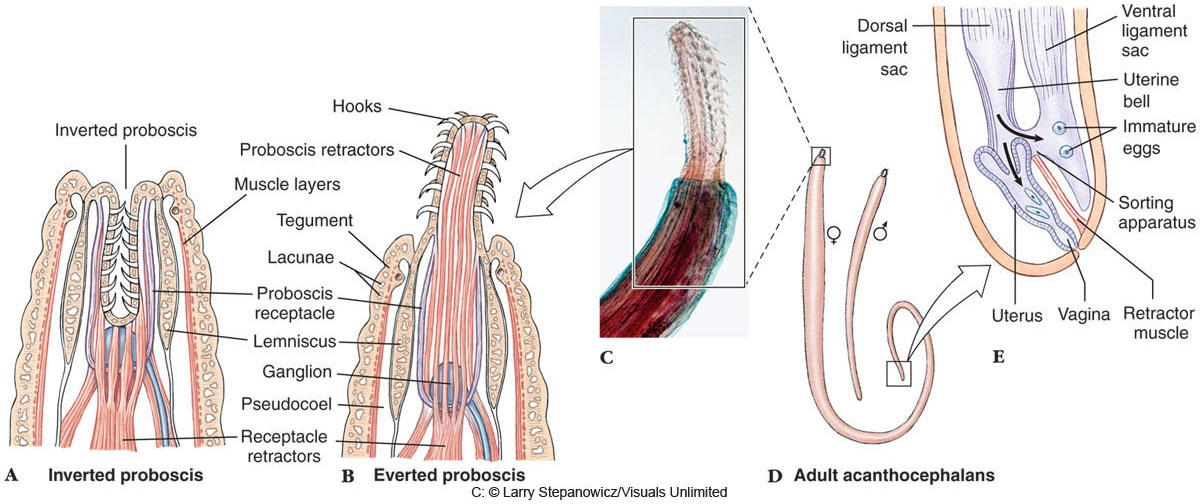 Inverted proboscis
A Inverted proboscis
Hooks
Proboscis retractors
Muscle layers
Tegument
Lacunae
Proboscis
receptacle
Lemniscus
Ganglion
Pseudocoel
Receptacle
retractors
B Everted proboscis
C
♀
♂
D Adult acanthocephalans
Dorsal
ligament
sac
Ventral
ligament
sac
Uterine
bell
Immature
eggs
Sorting
apparatus
Uterus
Vagina
Retractor
muscle
E
C: © Larry Stepanowicz/Visuals Unlimited